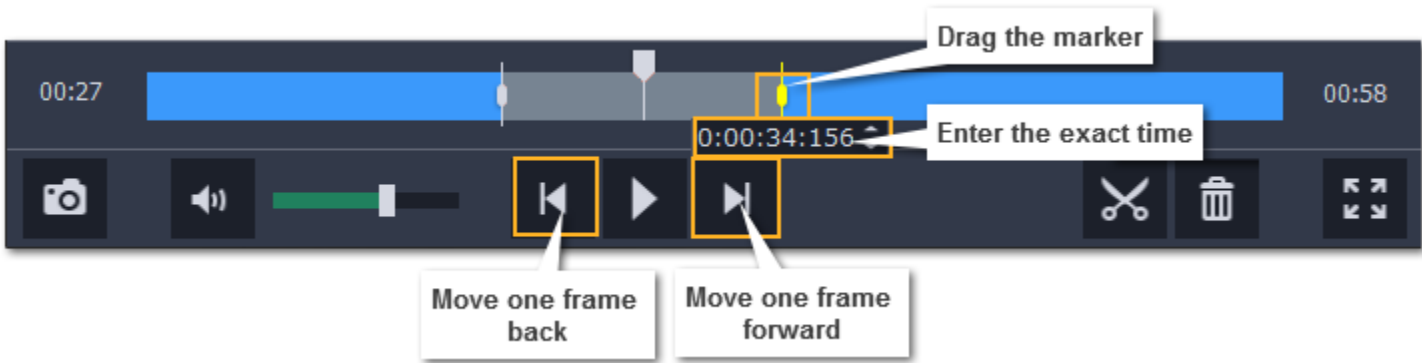 Drag the marker
00:27
00:58
0:00:34:156
Enter the exact time
Move one frame
back
Move one frame
forward